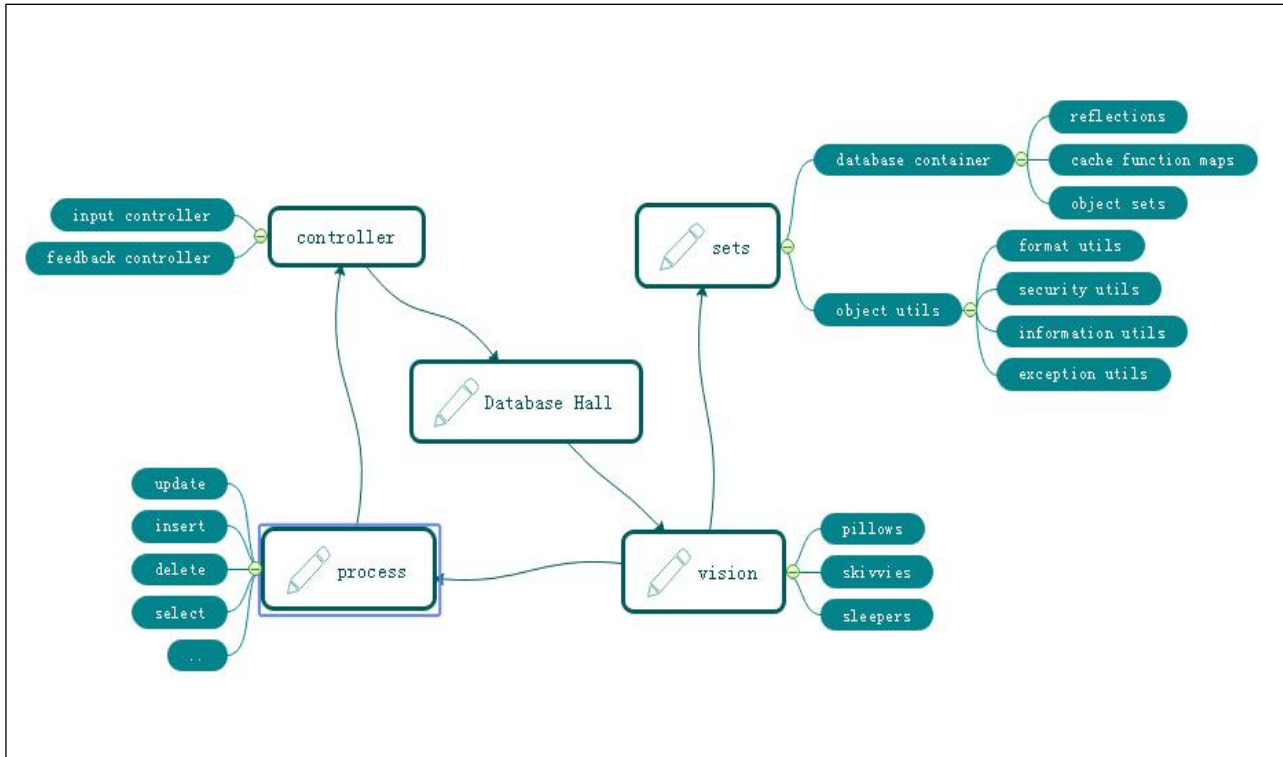 reflections
database container
cache function maps
object sets
input controller
feedback controller
controller
sets
format utils
security utils
object utils
information utils
exception utils
Database Hall
update
insert
delete
select
..
process
vision
pillows
skivvies
sleepers